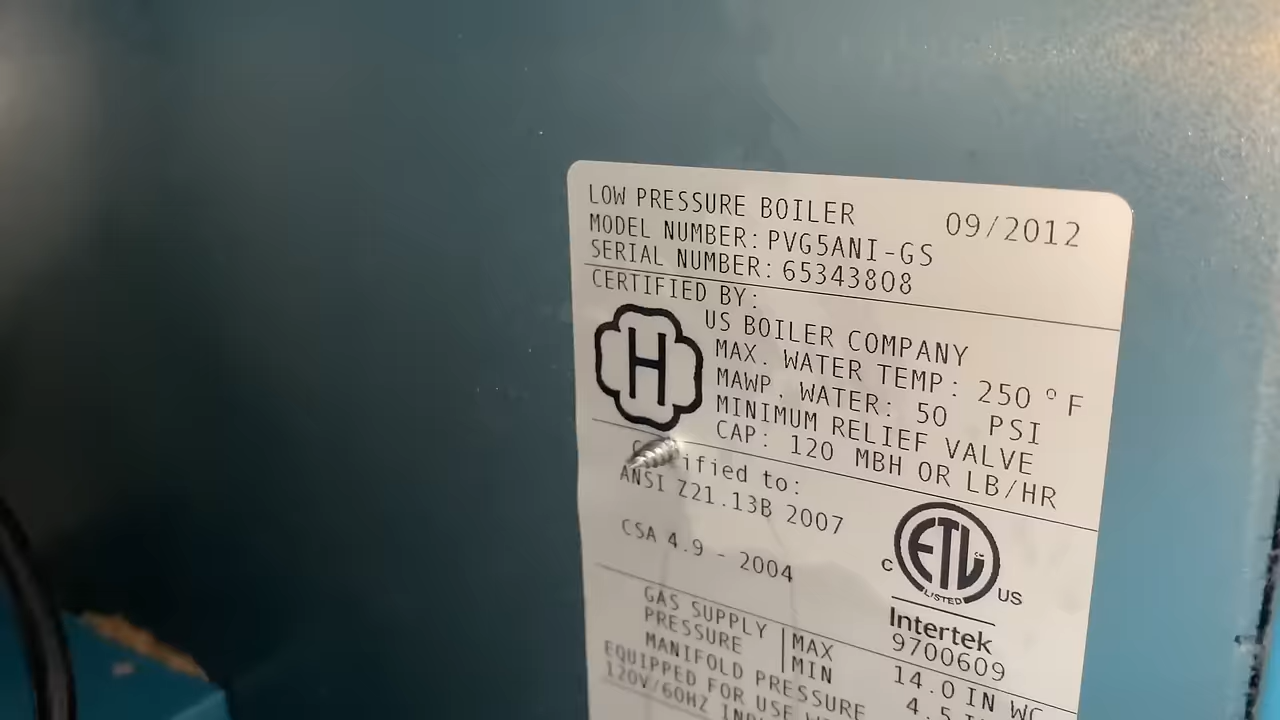 LOW PRESSURE BOILER 09/2012
MODEL NUMBER: PVG5ANI-GS
SERIAL NUMBER: 65343808
CERTIFIED BY:
H
US BOILER COMPANY
MAX. WATER TEMP: 250 °F
MAWP. WATER: 50 PSI
MINIMUM RELIEF VALVE
CAP: 120 MBH OR LB/HR
ified to:
ANSI Z21.13B 2007
CSA 4.9 - 2004
C ETL US
LISTED
Intertek
9700609
GAS SUPPLY MAX 14.0 IN WC
PRESSURE MIN 4.5
MANIFOLD PRESSURE
EQUIPPED FOR USE
120V/60HZ